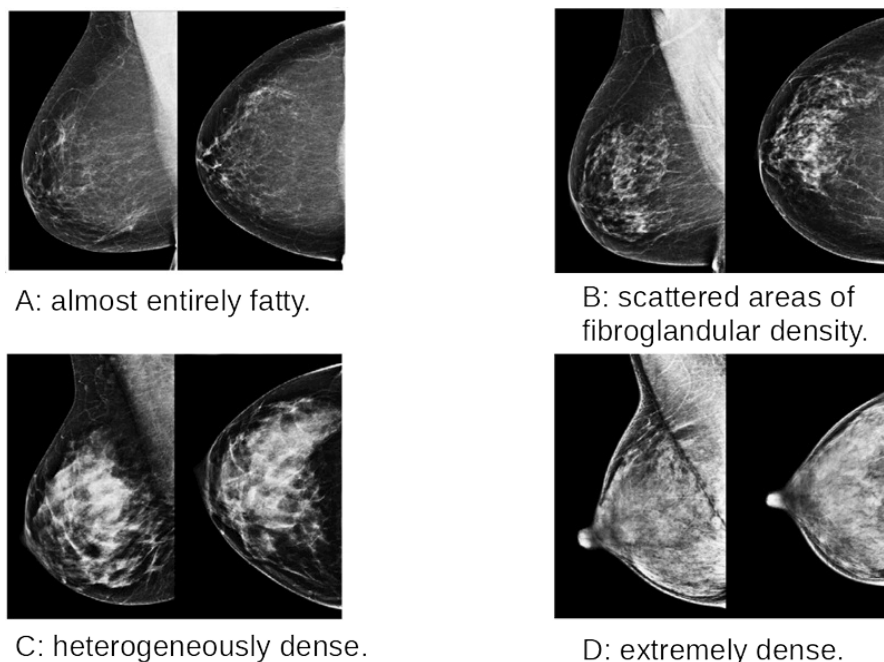 A: almost entirely fatty.
B: scattered areas of
fibroglandular density.
C: heterogeneously dense.
D: extremely dense.